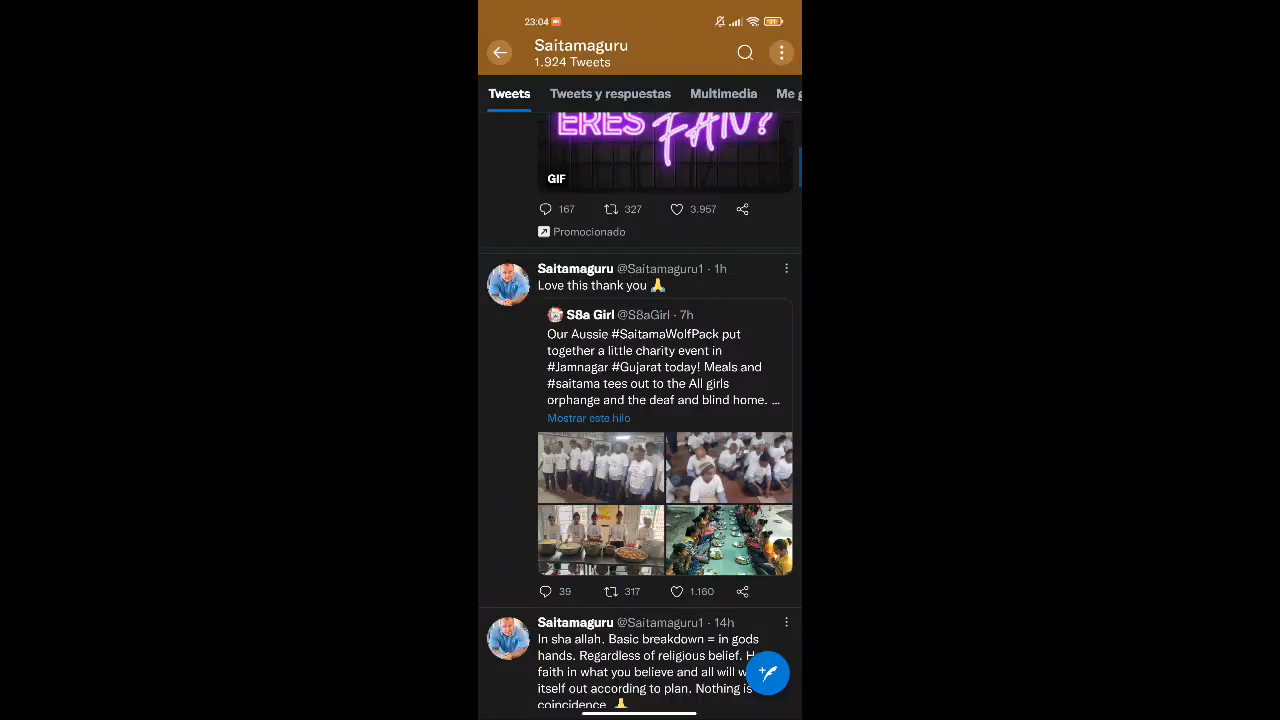 23:04
Saitamaguru
1.924 Tweets
Tweets Tweets y respuestas Multimedia Me g
ERES FAN?
GIF
167 327 3.957
Promocionado
Saitamaguru @Saitamaguru1 · 1h
Love this thank you 🙏
S8a Girl @S8aGirl · 7h
Our Aussie #SaitamaWolfPack put
together a little charity event in
#Jamnagar #Gujarat today! Meals and
#saitama tees out to the All girls
orphange and the deaf and blind home. ...
Mostrar este hilo
39 317 1.160
Saitamaguru @Saitamaguru1 · 14h
In sha allah. Basic breakdown = in gods
hands. Regardless of religious belief. H
faith in what you believe and all will w
itself out according to plan. Nothing is
coincidence. 🙏